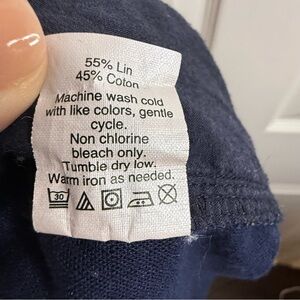 55% Lin
45% Coton
Machine wash cold
with like colors, gentle
cycle.
Non chlorine
bleach only.
Tumble dry low.
Warm iron as needed.
30